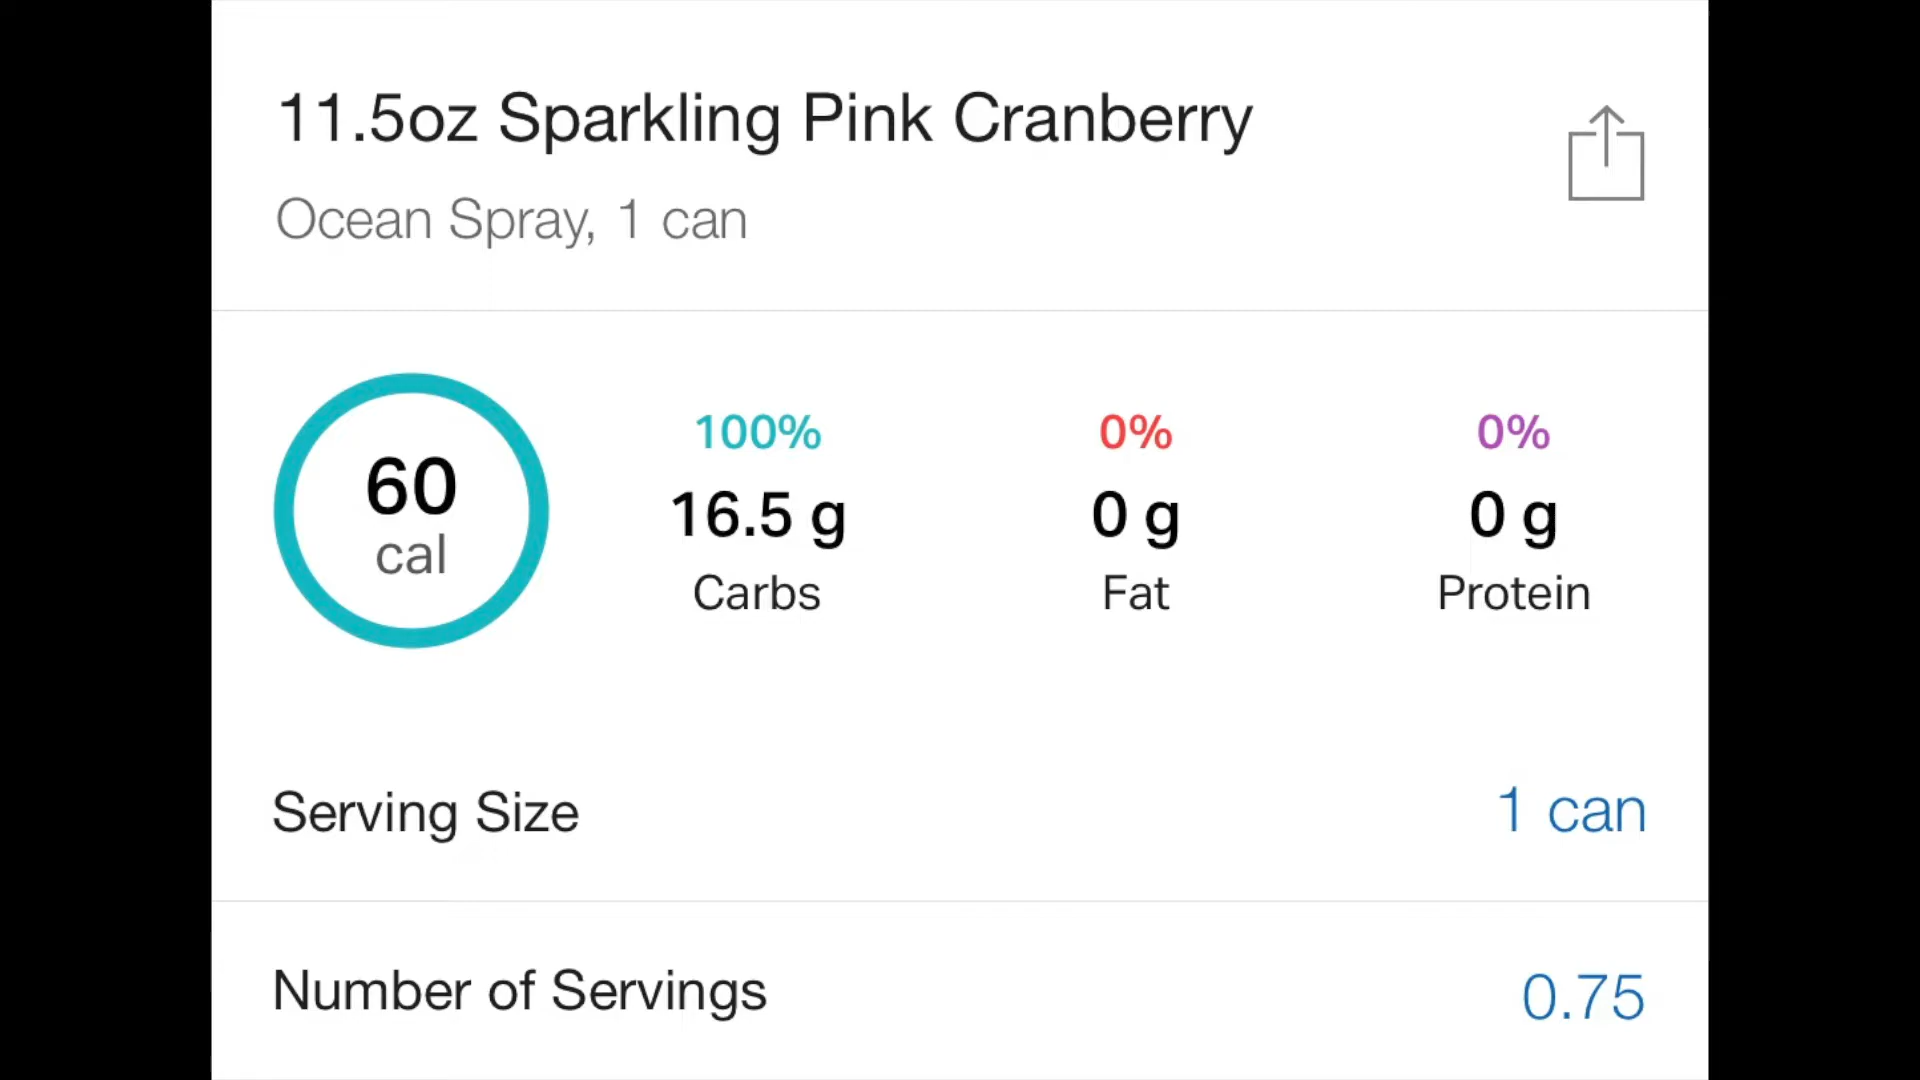 11.5oz Sparkling Pink Cranberry
Ocean Spray, 1 can
60
cal
100%
16.5 g
Carbs
0%
0 g
Fat
0%
0 g
Protein
Serving Size
1 can
Number of Servings
0.75